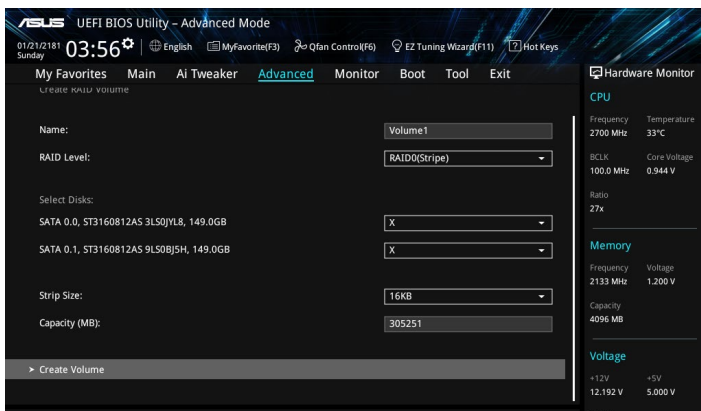 ASUS UEFI BIOS Utility – Advanced Mode
01/21/2181 Sunday 03:56 English MyFavorite(F3) Qfan Control(F6) EZ Tuning Wizard(F11) ? Hot Keys
My Favorites Main Ai Tweaker Advanced Monitor Boot Tool Exit
Create RAID Volume
Name: Volume1
RAID Level: RAID0(Stripe)
Select Disks:
SATA 0.0, ST3160812AS 3LS0JYL8, 149.0GB X
SATA 0.1, ST3160812AS 9LS0BJ5H, 149.0GB X
Strip Size: 16KB
Capacity (MB): 305251
> Create Volume
Hardware Monitor
CPU
Frequency Temperature
2700 MHz 33°C
BCLK Core Voltage
100.0 MHz 0.944 V
Ratio
27x
Memory
Frequency Voltage
2133 MHz 1.200 V
Capacity
4096 MB
Voltage
+12V +5V
12.192 V 5.000 V